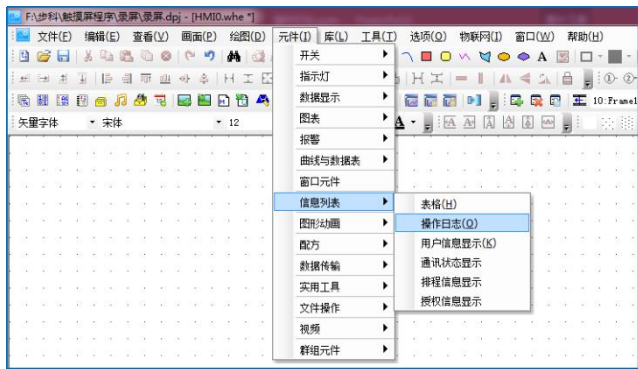 F:\步科\触摸屏程序\录屏\录屏.dpj - [HMI0.whe *]
文件(F) 编辑(E) 查看(V) 画面(P) 绘图(D) 元件(I) 库(L) 工具(T) 选项(O) 物联网(I) 窗口(W) 帮助(H)
开关
指示灯
数据显示
10:Frame1
图表
矢量字体 宋体 12
报警
曲线与数据表
窗口元件
信息列表
表格(H)
图形动画
操作日志(O)
配方
用户信息显示(K)
数据传输
通讯状态显示
实用工具
排程信息显示
文件操作
授权信息显示
视频
群组元件